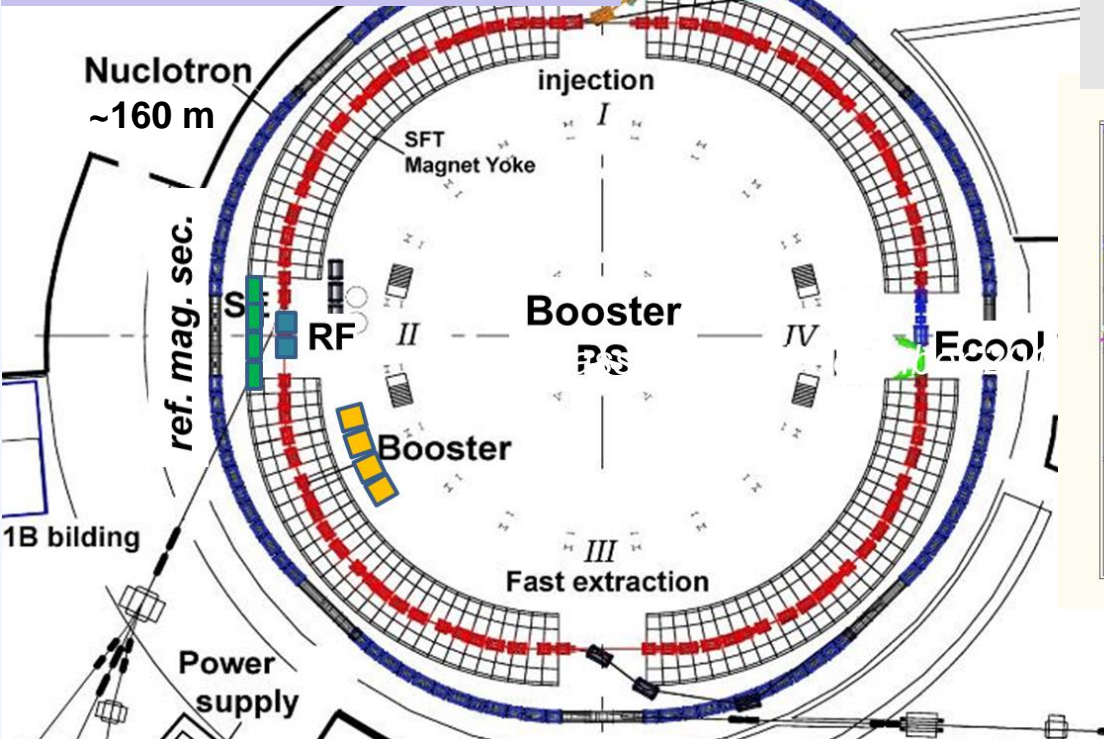 Nuclotron
~160 m
injection
I
SFT
Magnet Yoke
ref. mag. sec.
RF
II
Booster
IV
Ecool
Booster
1B bilding
III
Fast extraction
Power
supply